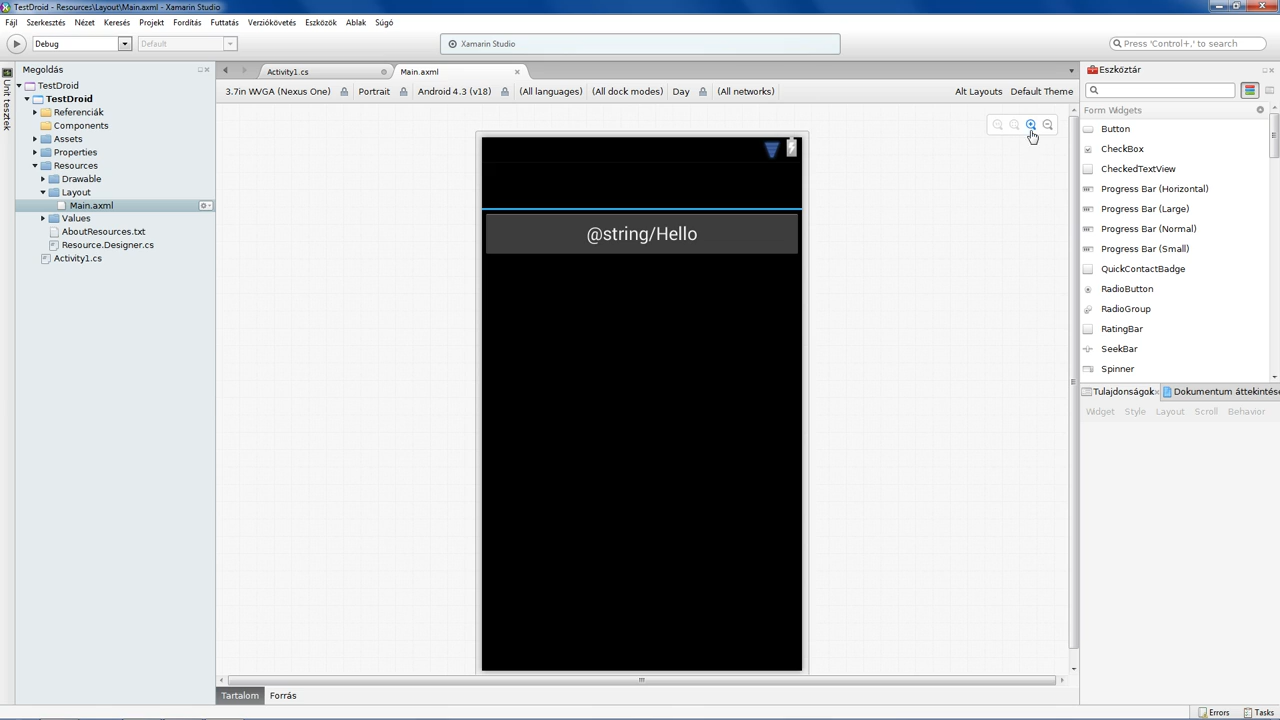 TestDroid - Resources\Layout\Main.axml - Xamarin Studio
Fájl Szerkesztés Nézet Keresés Projekt Fordítás Futtatás Verziókövetés Eszközök Ablak Súgó
Debug Default Xamarin Studio Press 'Control+,' to search
Unit tesztek
Megoldás
TestDroid
TestDroid
Referenciák
Components
Assets
Properties
Resources
Drawable
Layout
Main.axml
Values
AboutResources.txt
Resource.Designer.cs
Activity1.cs
Activity1.cs Main.axml
3.7in WVGA (Nexus One) Portrait Android 4.3 (v18) (All languages) (All dock modes) Day (All networks) Alt Layouts Default Theme
@string/Hello
Tartalom Forrás
Eszköztár
Form Widgets
Button
CheckBox
CheckedTextView
Progress Bar (Horizontal)
Progress Bar (Large)
Progress Bar (Normal)
Progress Bar (Small)
QuickContactBadge
RadioButton
RadioGroup
RatingBar
SeekBar
Spinner
Tulajdonságok Dokumentum áttekintése
Widget Style Layout Scroll Behavior
Errors Tasks